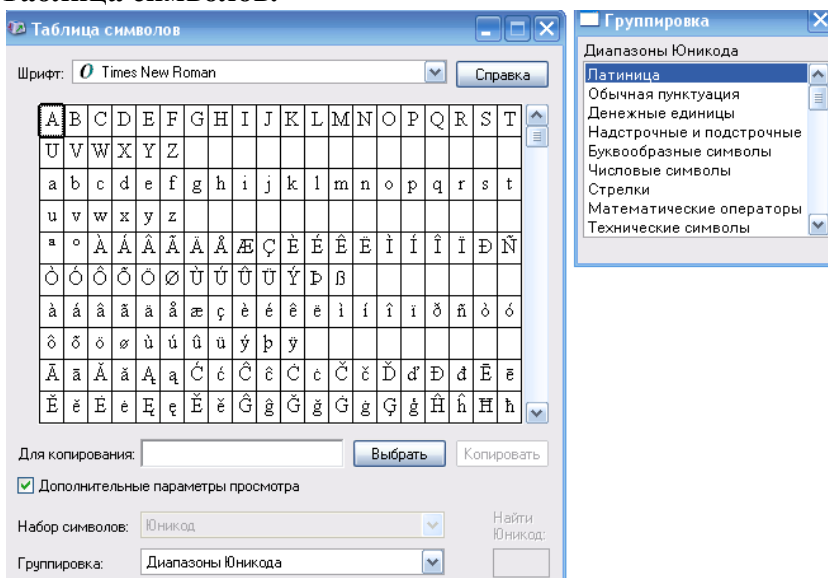 Таблица символов
Шрифт: O Times New Roman Справка
A B C D E F G H I J K L M N O P Q R S T
U V W X Y Z
a b c d e f g h i j k l m n o p q r s t
u v w x y z
ª º À Á Â Ã Ä Å Æ Ç È É Ê Ë Ì Í Î Ï Ð Ñ
Ò Ó Ô Õ Ö Ø Ù Ú Û Ü Ý Þ ß
à á â ã ä å æ ç è é ê ë ì í î ï ð ñ ò ó
ô õ ö ø ù ú û ü ý þ ÿ
Ā ā Ă ă Ą ą Ć ć Ĉ ĉ Ċ ċ Č č Ď ď Đ đ Ē ē
Ĕ ĕ Ė ė Ę ę Ě ě Ĝ ĝ Ğ ğ Ġ ġ Ģ ģ Ĥ ĥ Ħ ħ
Для копирования: Выбрать Копировать
Дополнительные параметры просмотра
Набор символов: Юникод Найти
Юникод:
Группировка: Диапазоны Юникода
Группировка
Диапазоны Юникода
Латиница
Обычная пунктуация
Денежные единицы
Надстрочные и подстрочные
Буквообразные символы
Числовые символы
Стрелки
Математические операторы
Технические символы